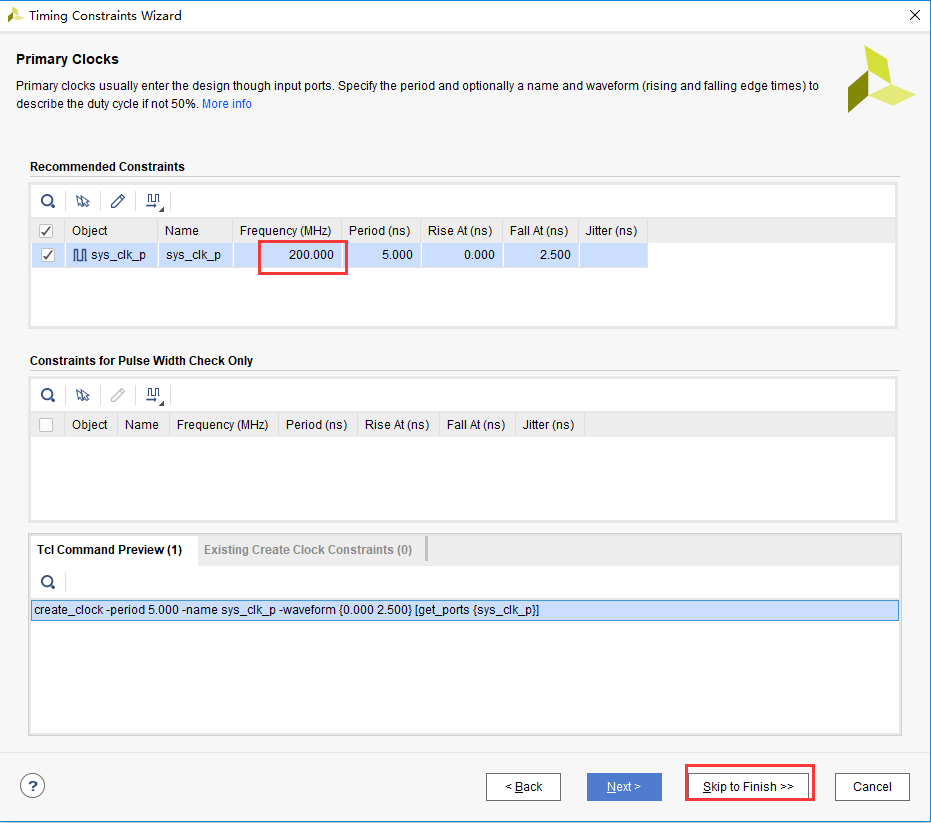 Timing Constraints Wizard
Primary Clocks
Primary clocks usually enter the design though input ports. Specify the period and optionally a name and waveform (rising and falling edge times) to
describe the duty cycle if not 50%. More info
Recommended Constraints
Object Name Frequency (MHz) Period (ns) Rise At (ns) Fall At (ns) Jitter (ns)
sys_clk_p sys_clk_p 200.000 5.000 0.000 2.500
Constraints for Pulse Width Check Only
Object Name Frequency (MHz) Period (ns) Rise At (ns) Fall At (ns) Jitter (ns)
Tcl Command Preview (1) Existing Create Clock Constraints (0)
create_clock -period 5.000 -name sys_clk_p -waveform {0.000 2.500} [get_ports {sys_clk_p}]
? < Back Next > Skip to Finish >> Cancel